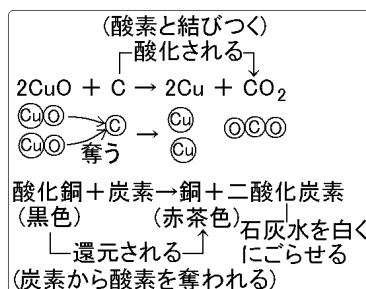 (酸素と結びつく)
酸化される
2CuO + C → 2Cu + CO₂
CuO Cu
C → OCO
CuO Cu
奪う
酸化銅+炭素→銅+二酸化炭素
(黒色) (赤茶色) 石灰水を白く
還元される にごらせる
(炭素から酸素を奪われる)